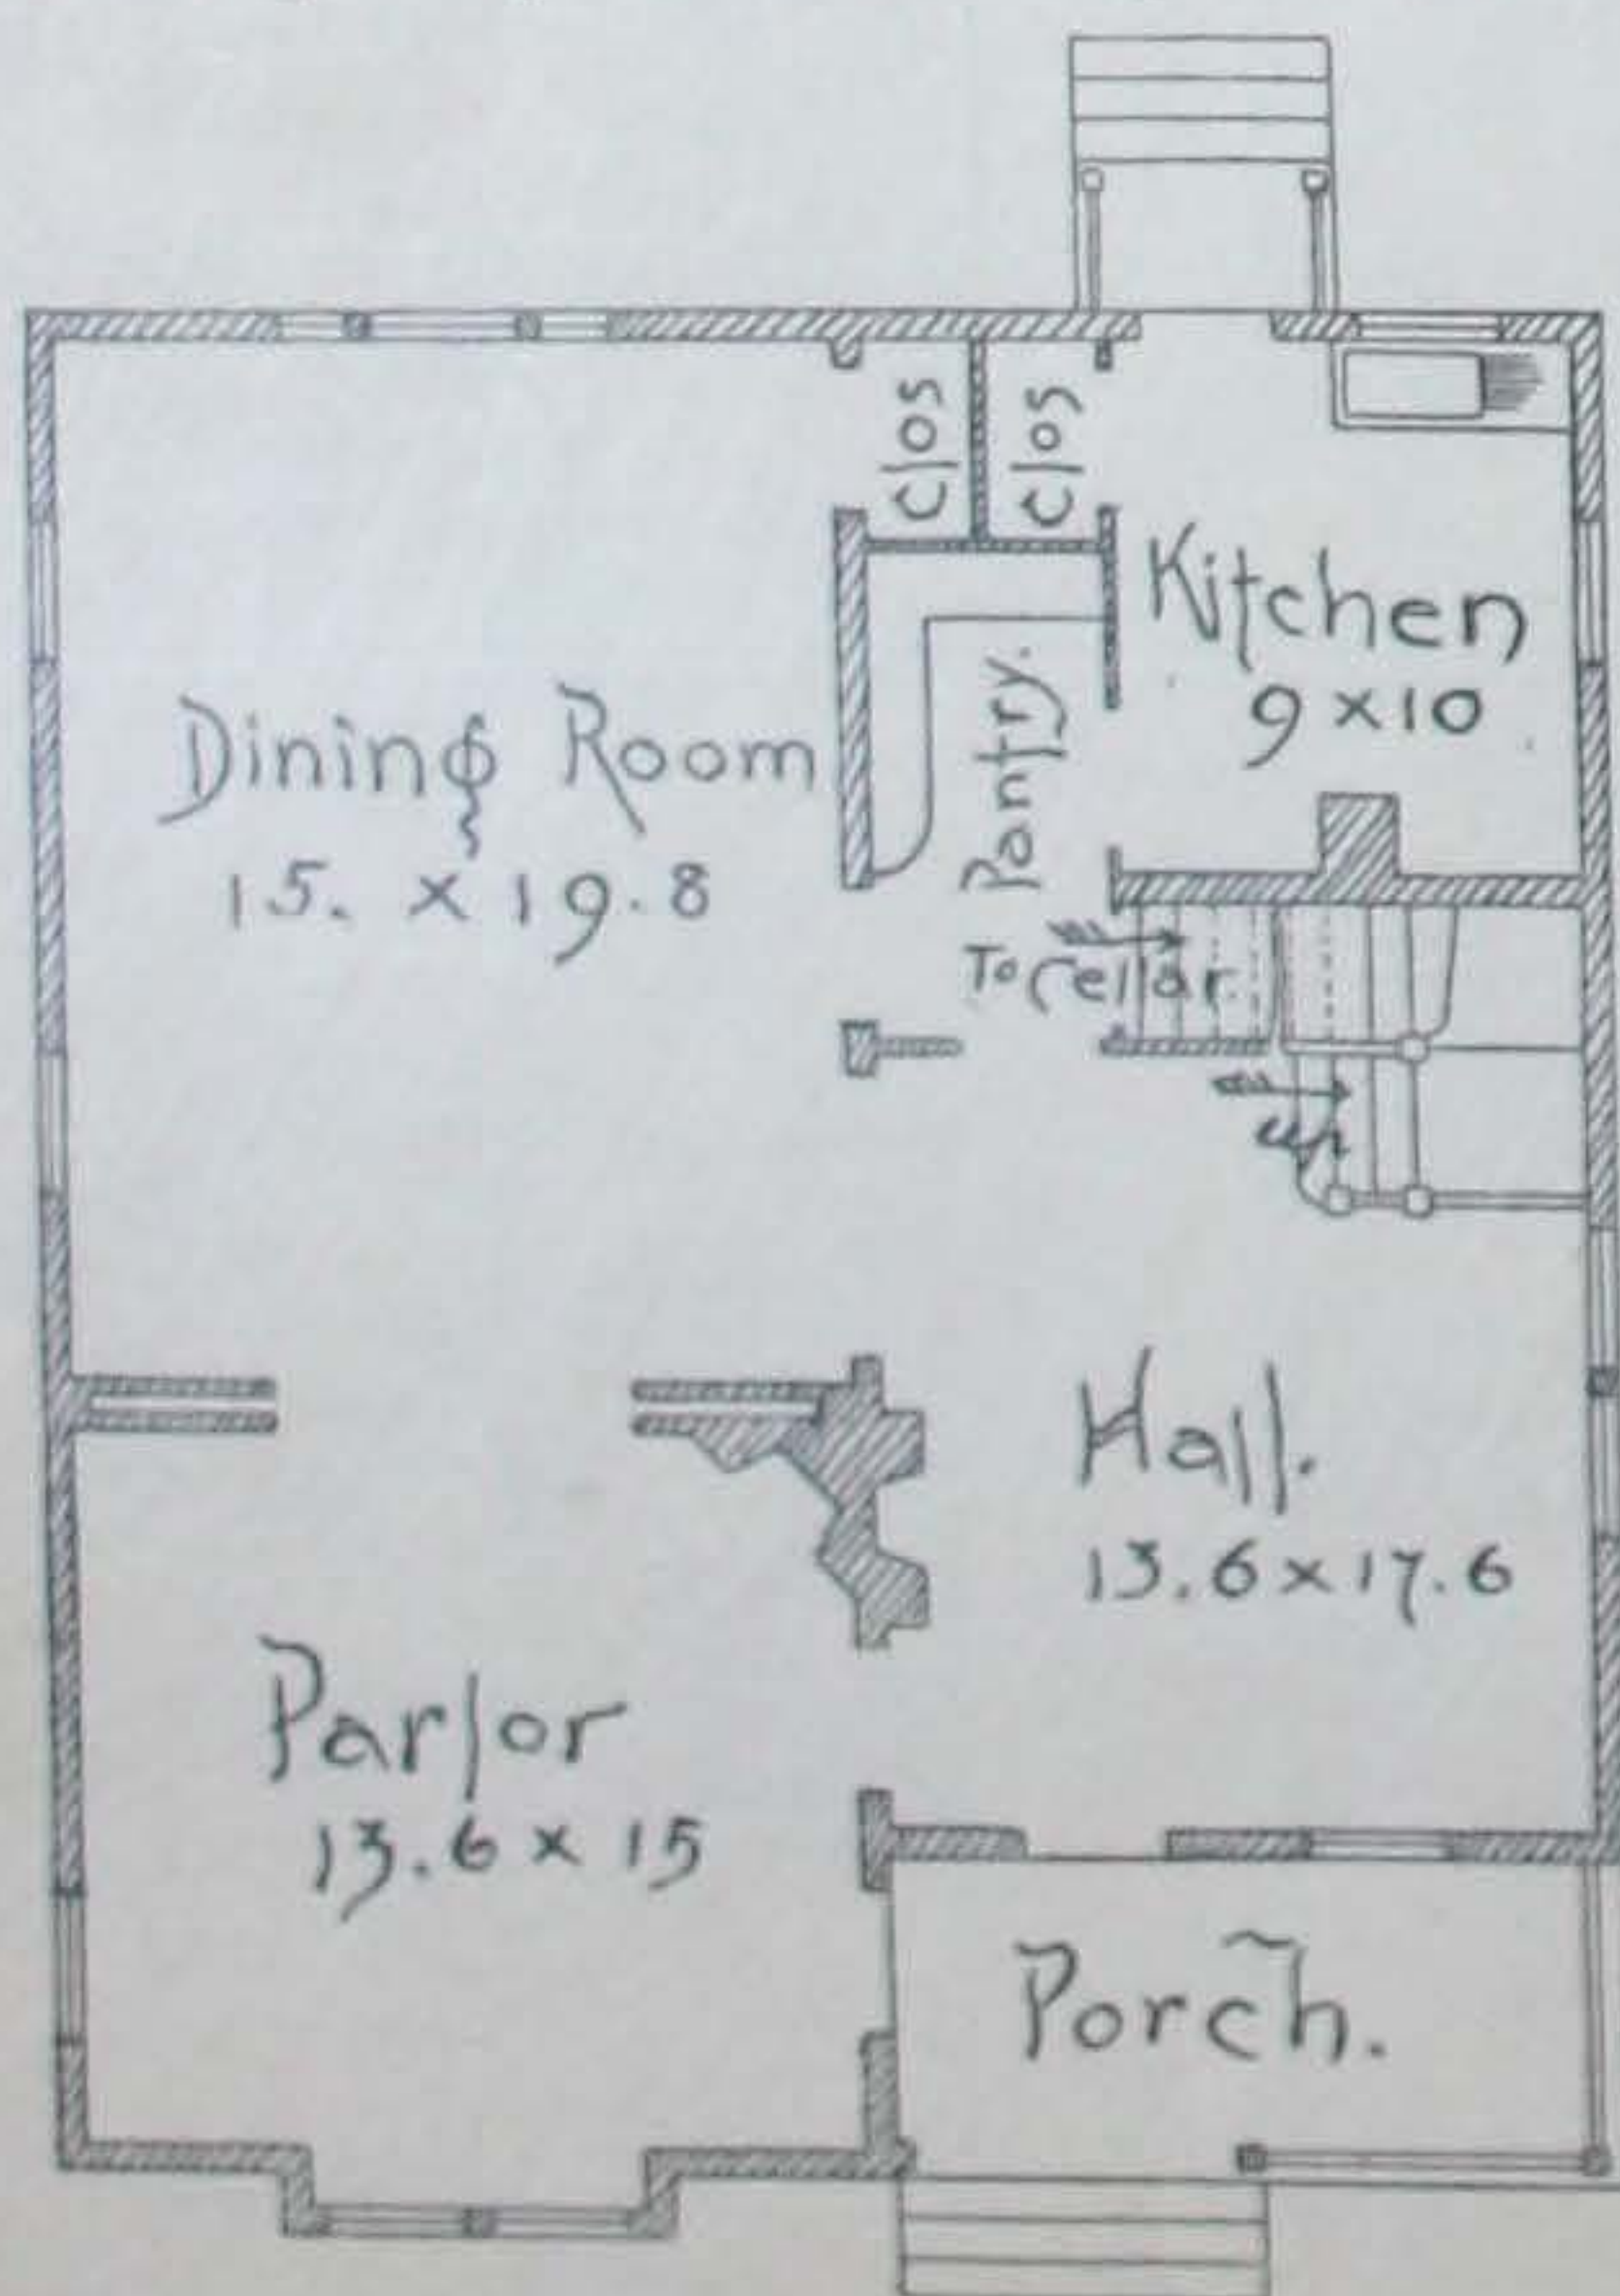 Clos
Clos
Kitchen
9 x 10
Dining Room
15. x 19.8
Pantry.
To Cellar.
up
Hall.
13.6 x 17.6
Parlor
13.6 x 15
Porch.